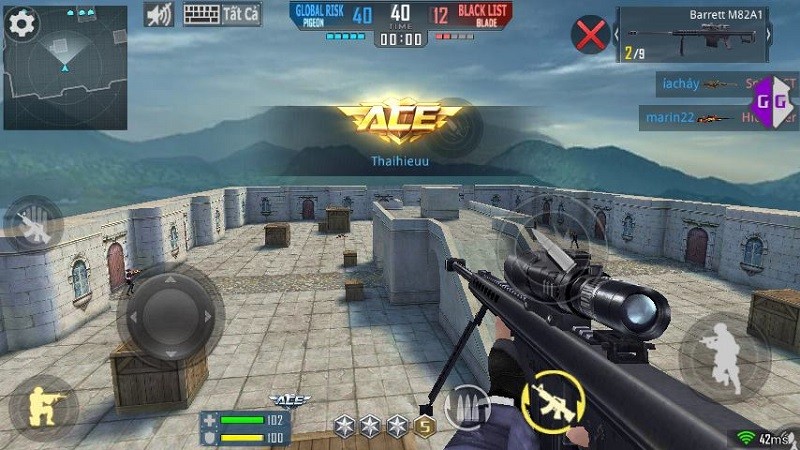 Tất Cả
GLOBAL RISK
PIGEON
40
40
TIME
00:00
12
BLACK LIST
BLADE
Barrett M82A1
2/9
íacháy
marin22
GG
ACE
Thaihieuu
ACE
102
100
S
42ms